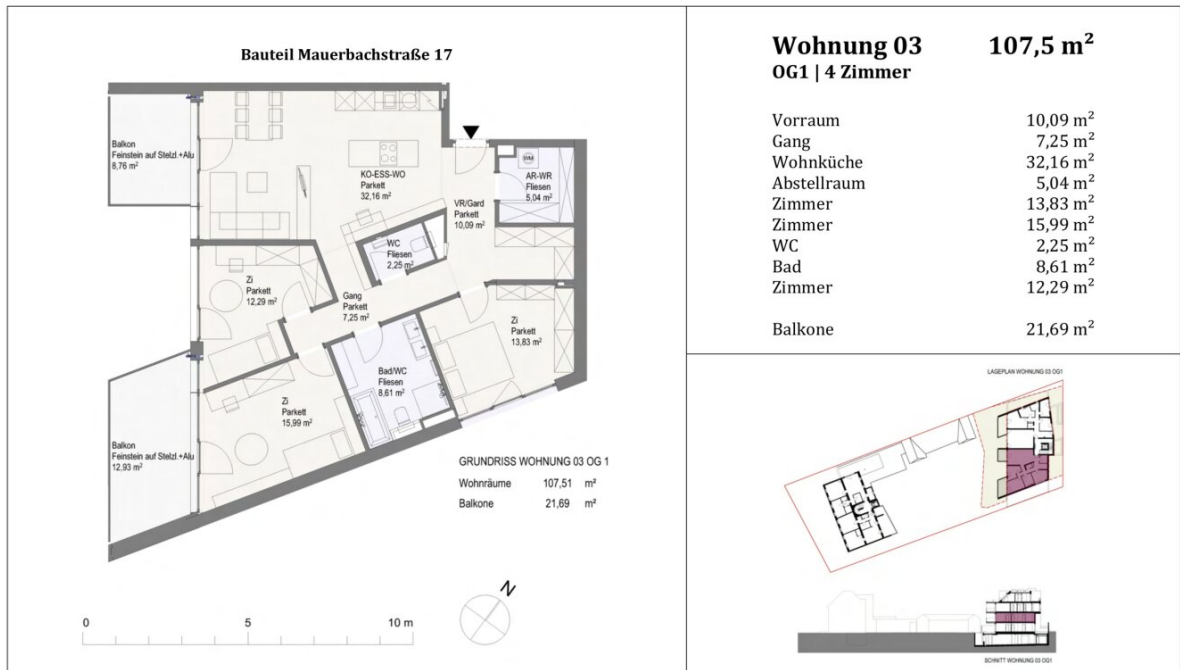 Bauteil Mauerbachstraße 17
Balkon
Feinstein auf Stelzl.+Alu
8,76 m²
KO-ESS-WO
Parkett
32,16 m²
WM
AR-WR
Fliesen
5,04 m²
VR/Gard
Parkett
10,09 m²
WC
Fliesen
2,25 m²
Zi
Parkett
12,29 m²
Gang
Parkett
7,25 m²
Zi
Parkett
13,83 m²
Bad/WC
Fliesen
8,61 m²
Zi
Parkett
15,99 m²
Balkon
Feinstein auf Stelzl.+Alu
12,93 m²
GRUNDRISS WOHNUNG 03 OG 1
Wohnräume 107,51 m²
Balkone 21,69 m²
N
0 5 10 m
Wohnung 03 107,5 m²
OG1 | 4 Zimmer
Vorraum 10,09 m²
Gang 7,25 m²
Wohnküche 32,16 m²
Abstellraum 5,04 m²
Zimmer 13,83 m²
Zimmer 15,99 m²
WC 2,25 m²
Bad 8,61 m²
Zimmer 12,29 m²
Balkone 21,69 m²
LAGEPLAN WOHNUNG 03 OG1
SCHNITT WOHNUNG 03 OG1